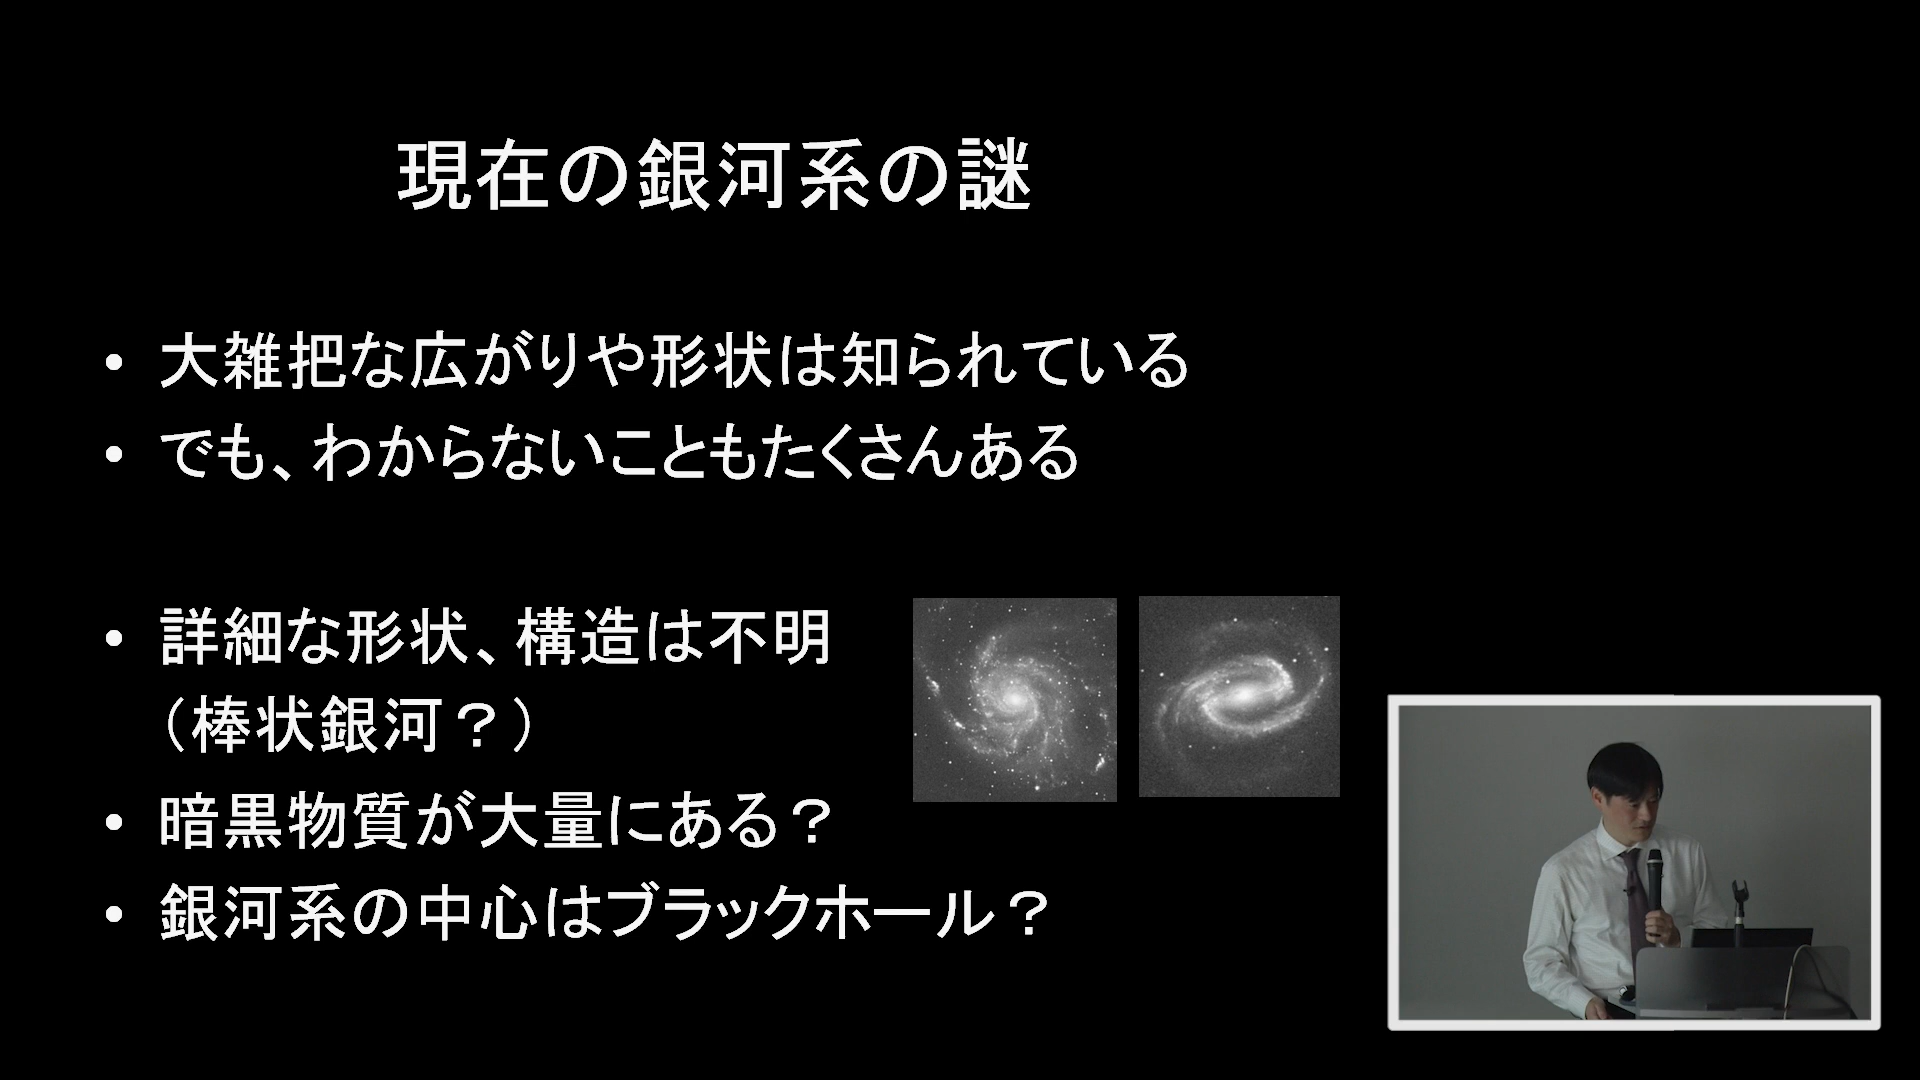 現在の銀河系の謎
• 大雑把な広がりや形状は知られている
• でも、わからないこともたくさんある
• 詳細な形状、構造は不明
（棒状銀河？）
• 暗黒物質が大量にある？
• 銀河系の中心はブラックホール？